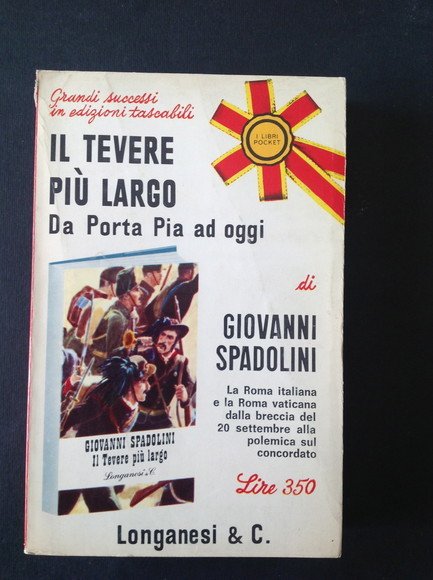 Grandi successi
in edizioni tascabili
I LIBRI
POCKET
IL TEVERE
PIÙ LARGO
Da Porta Pia ad oggi
di
GIOVANNI
SPADOLINI
La Roma italiana
e la Roma vaticana
dalla breccia del
20 settembre alla
polemica sul
concordato
Lire 350
GIOVANNI SPADOLINI
Il Tevere più largo
Longanesi & C.
Longanesi & C.